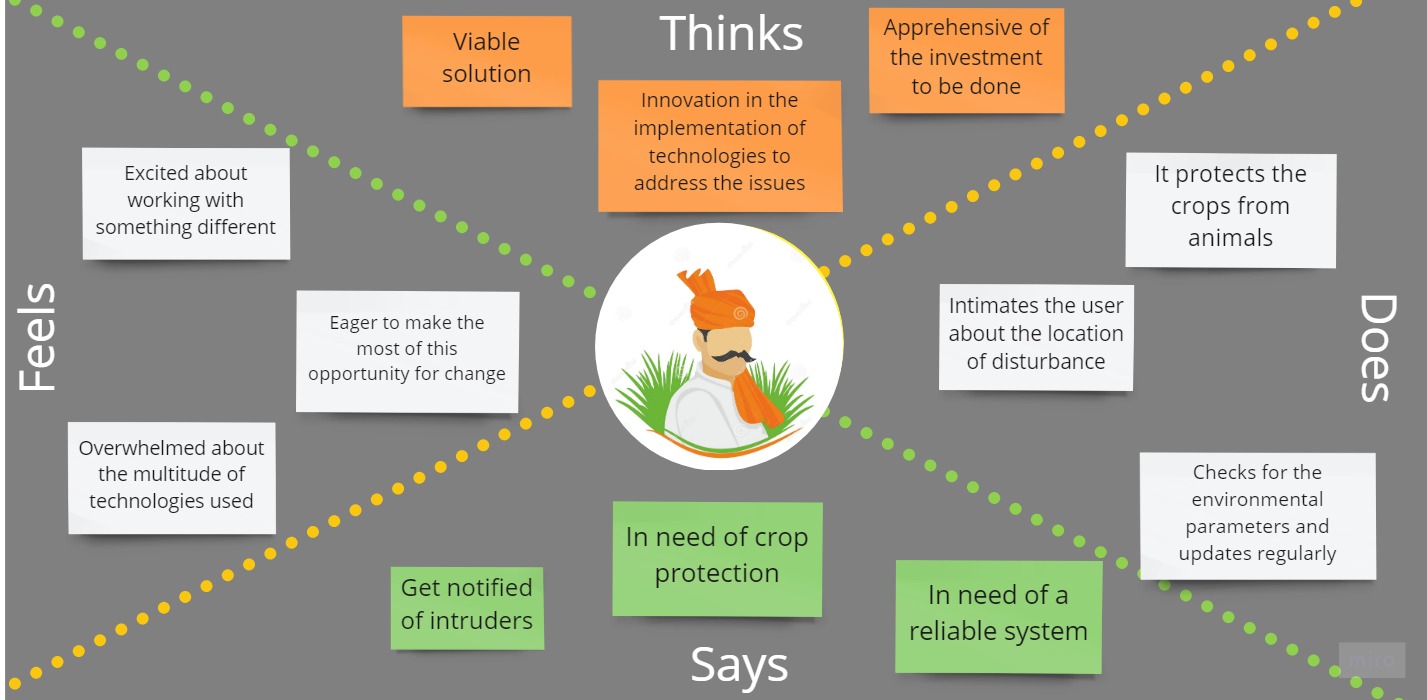 Thinks
Viable
solution
Innovation in the
implementation of
technologies to
address the issues
Apprehensive of
the investment
to be done
Feels
Excited about
working with
something different
Eager to make the
most of this
opportunity for change
Overwhelmed about
the multitude of
technologies used
Does
It protects the
crops from
animals
Intimates the user
about the location
of disturbance
Checks for the
environmental
parameters and
updates regularly
Get notified
of intruders
In need of crop
protection
In need of a
reliable system
Says
miro